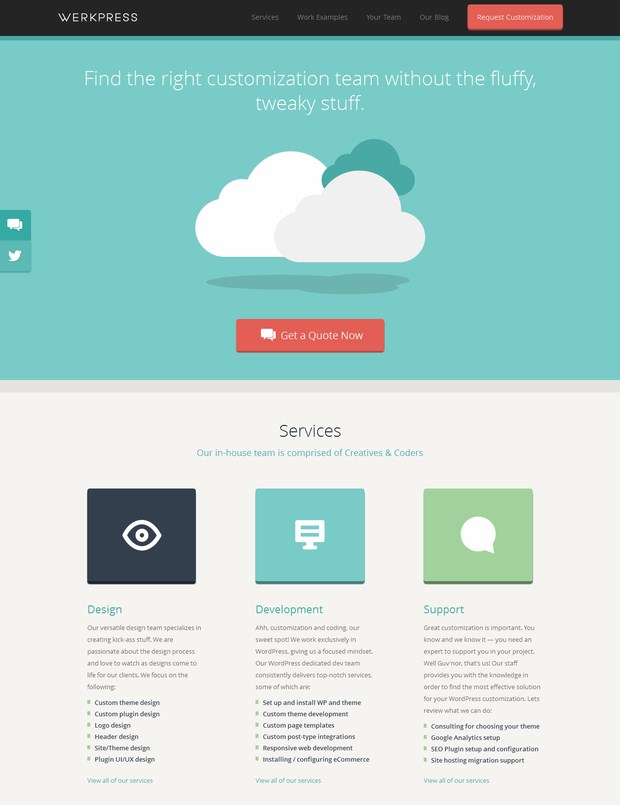 WERKPRESS
Services Work Examples Your Team Our Blog Request Customization
Find the right customization team without the fluffy,
tweaky stuff.
Get a Quote Now
Services
Our in-house team is comprised of Creatives & Coders
Design
Our versatile design team specializes in
creating kick-ass stuff. We are
passionate about the design process
and love to watch as designs come to
life for our clients. We focus on the
following:
Custom theme design
Custom plugin design
Logo design
Header design
Site/Theme design
Plugin UI/UX design
View all of our services
Development
Ahh, customization and coding, our
sweet spot! We work exclusively in
WordPress, giving us a focused mindset.
Our WordPress dedicated dev team
consistently delivers top-notch services.
some of which are:
Set up and install WP and theme
Custom theme development
Custom page templates
Custom post-type integrations
Responsive web development
Installing / configuring eCommerce
View all of our services
Support
Great customization is important. You
know and we know it — you need an
expert to support you in your project.
Well Guv'nor, that's us! Our staff
provides you with the knowledge in
order to find the most effective solution
for your WordPress customization. Lets
review what we can do:
Consulting for choosing your theme
Google Analytics setup
SEO Plugin setup and configuration
Site hosting migration support
View all of our services